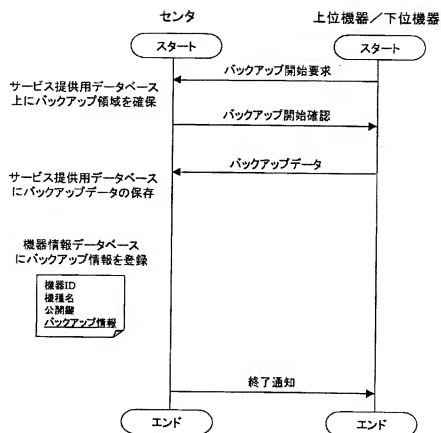 センタ
上位機器／下位機器
スタート
スタート
バックアップ開始要求
サービス提供用データベース
上にバックアップ領域を確保
バックアップ開始確認
バックアップデータ
サービス提供用データベース
にバックアップデータの保存
機器情報データベース
にバックアップ情報を登録
機器ID
機種名
公開鍵
バックアップ情報
終了通知
エンド
エンド